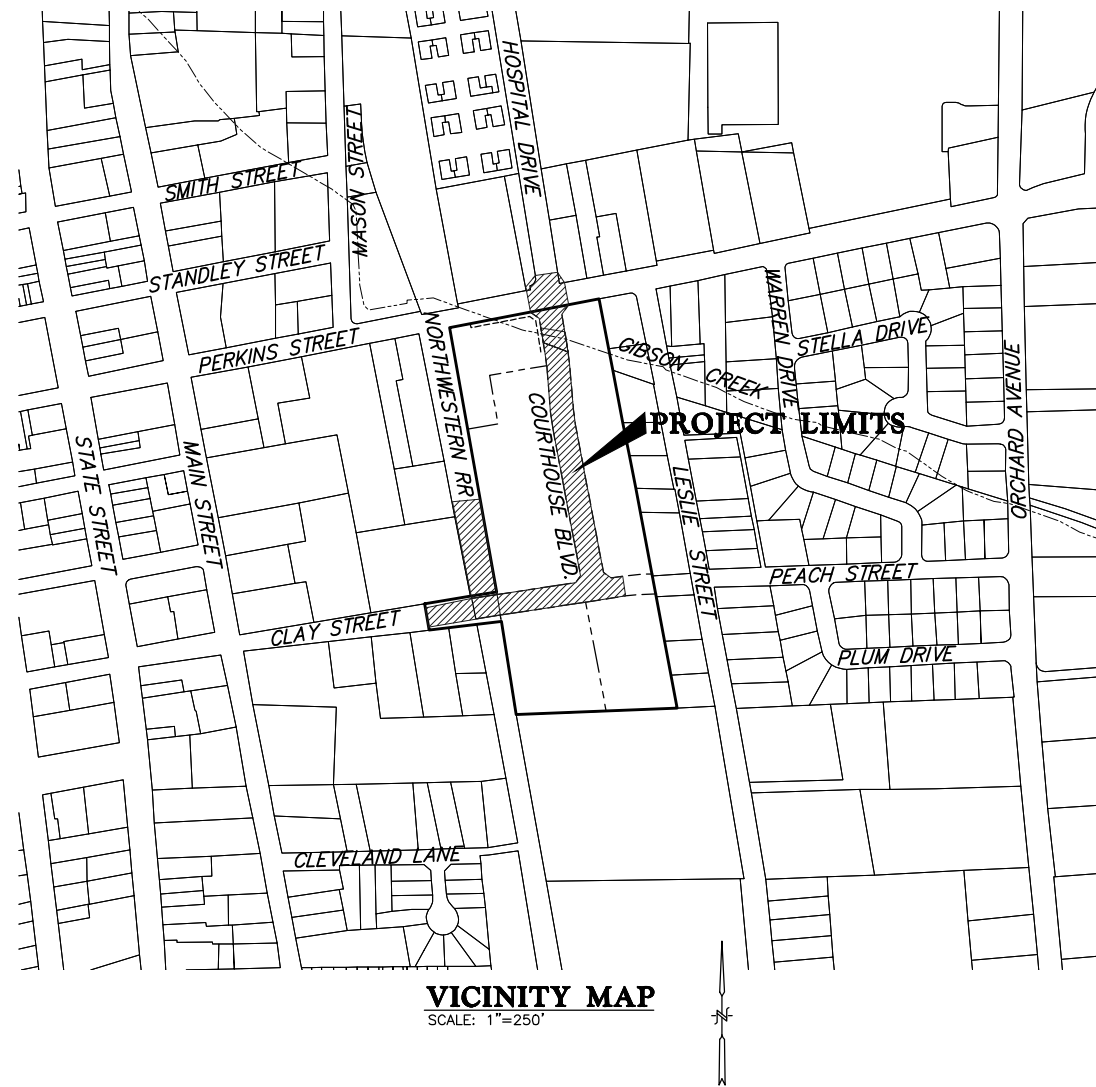 HOSPITAL DRIVE
MASON STREET
SMITH STREET
STANDLEY STREET
PERKINS STREET
NORTHWESTERN RR
WARREN DRIVE
STELLA DRIVE
GIBSON CREEK
ORCHARD AVENUE
COURTHOUSE BLVD.
PROJECT LIMITS
STATE STREET
MAIN STREET
LESLIE STREET
PEACH STREET
CLAY STREET
PLUM DRIVE
CLEVELAND LANE
VICINITY MAP
SCALE: 1"=250'
N